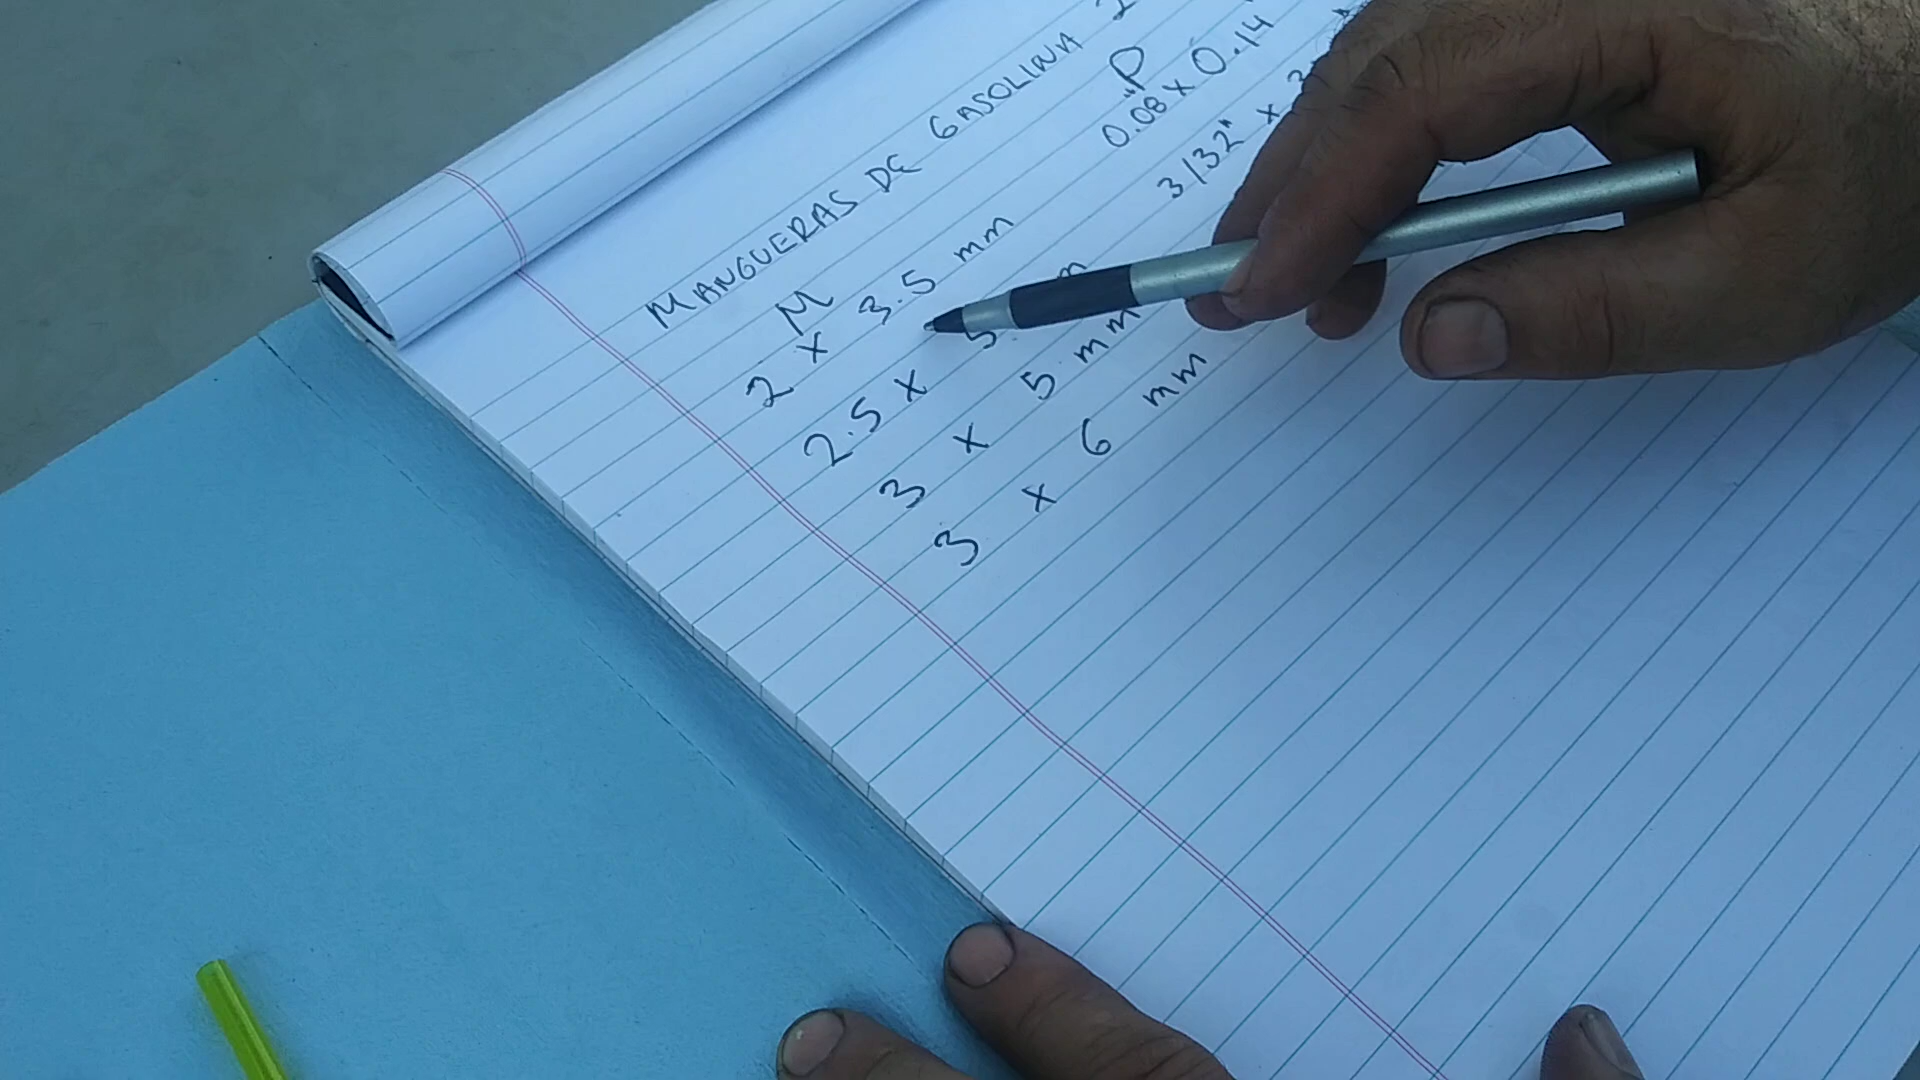 MANGUERAS DE GASOLINA
M P
2 x 3.5 mm 0.08" x 0.14
2.5 x 5 3/32" x
3 x 5 mm
3 x 6 mm